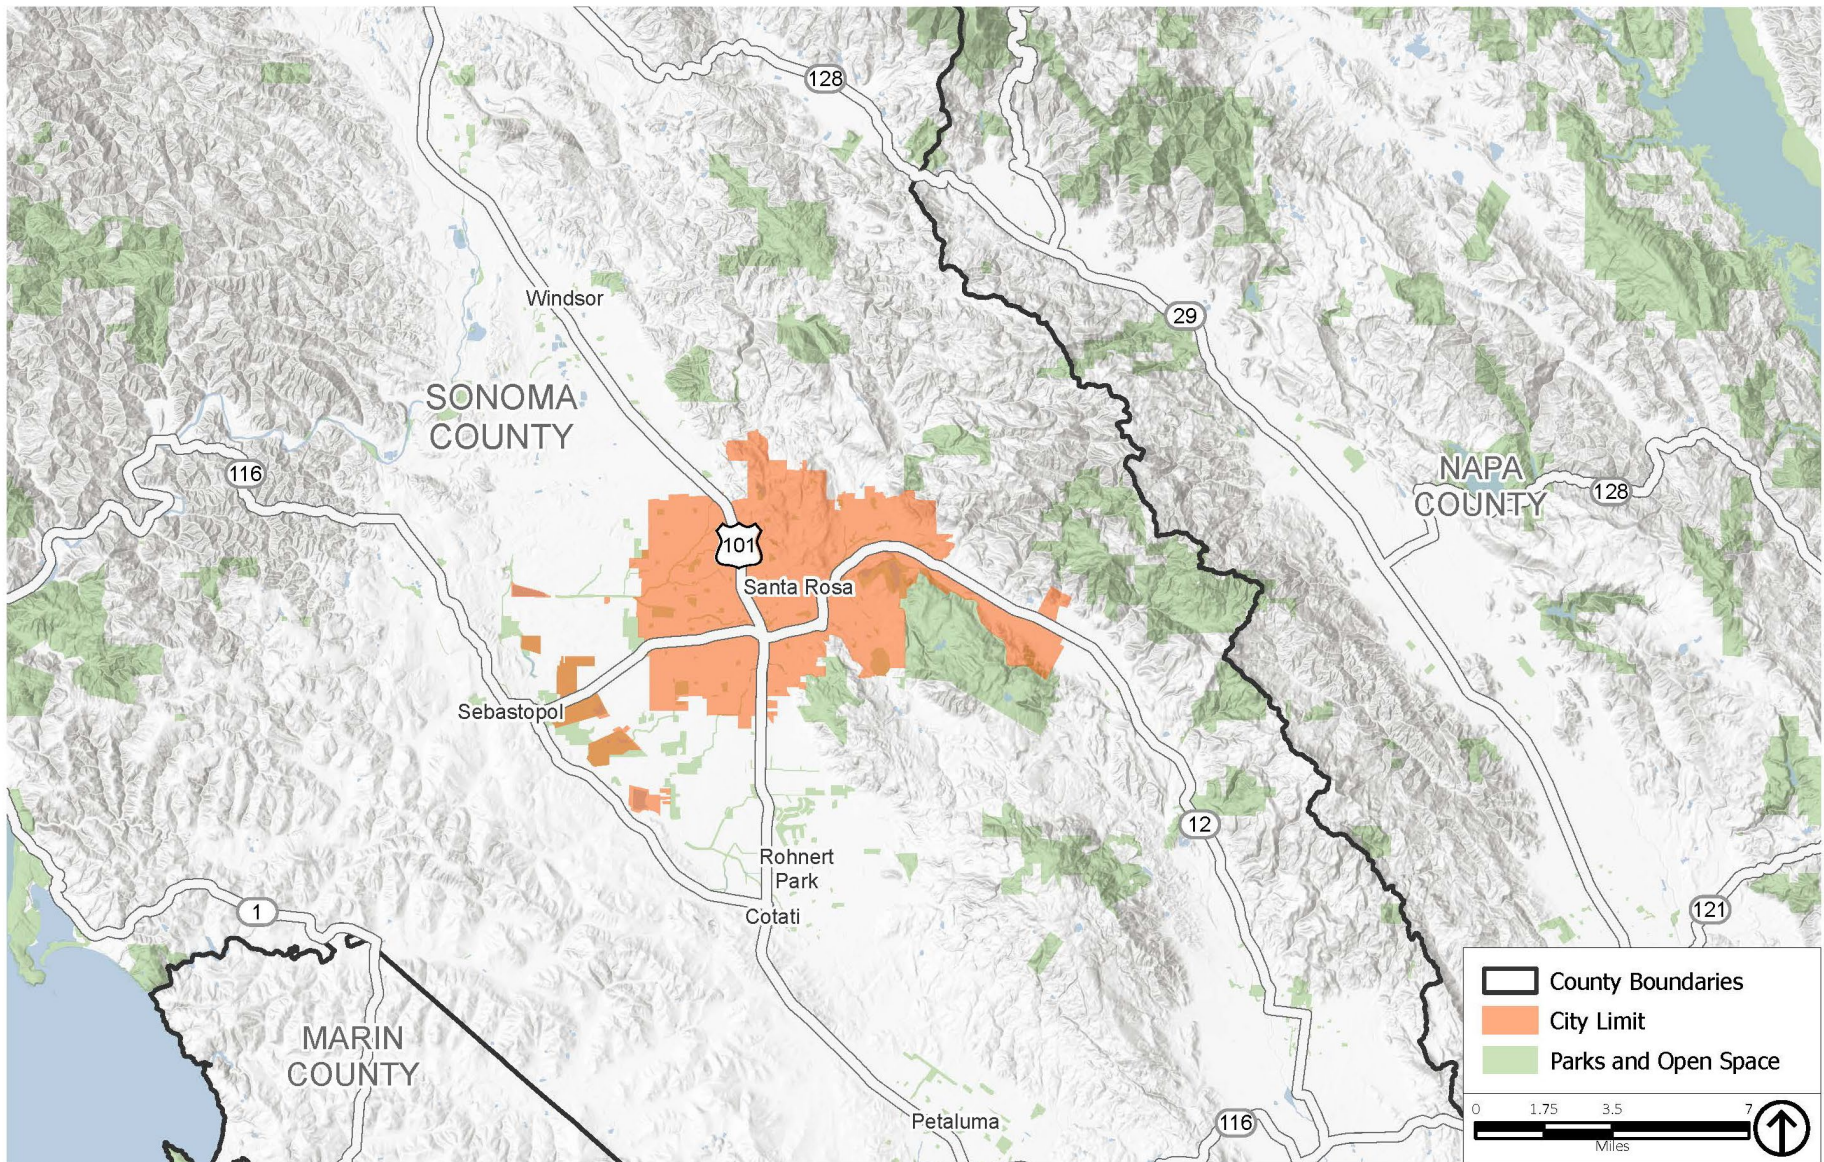 128
Windsor
29
SONOMA
COUNTY
116
NAPA
COUNTY
128
101
Santa Rosa
Sebastopol
12
Rohnert
Park
Cotati
1
121
MARIN
COUNTY
Petaluma
116
County Boundaries
City Limit
Parks and Open Space
0 1.75 3.5 7
Miles